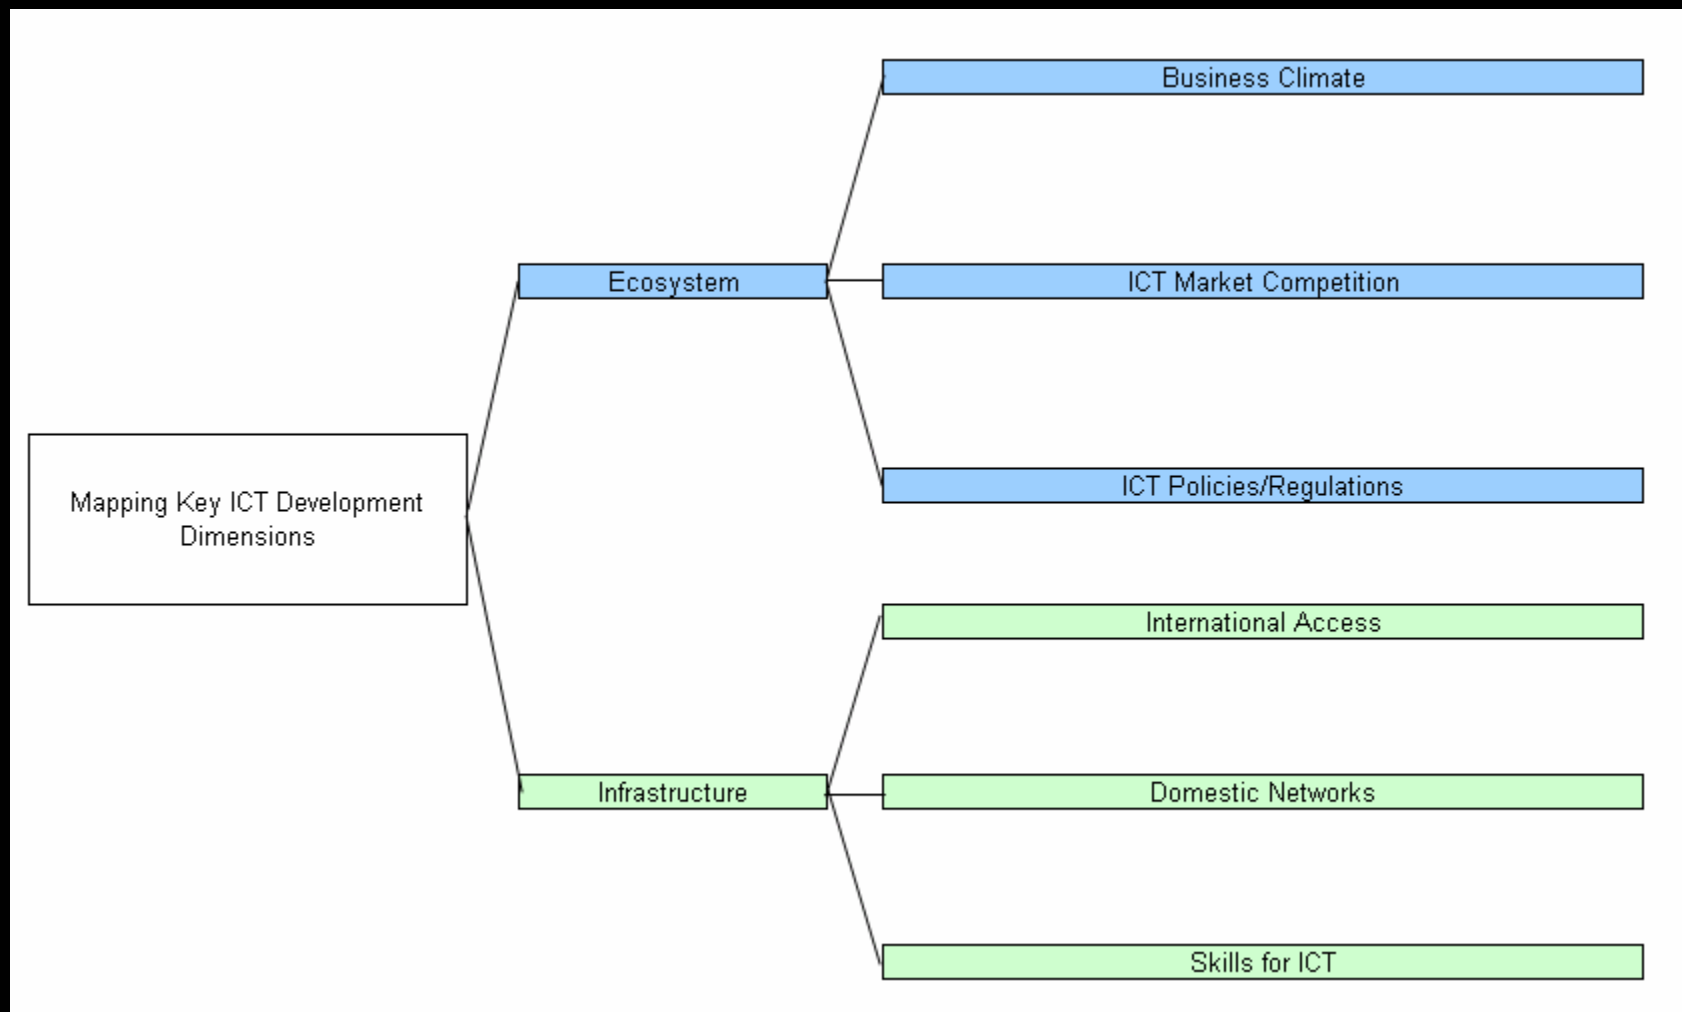 Business Climate
Ecosystem
ICT Market Competition
ICT Policies/Regulations
Mapping Key ICT Development
Dimensions
International Access
Infrastructure
Domestic Networks
Skills for ICT